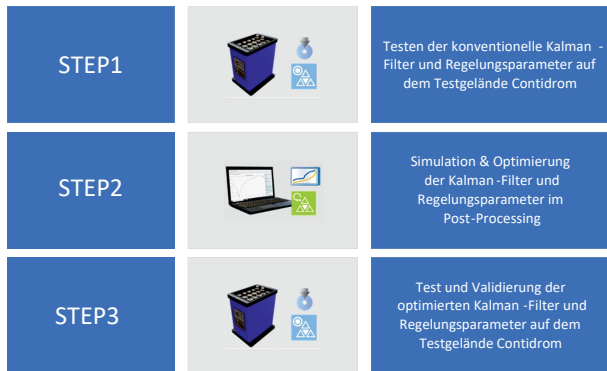 STEP1
Testen der konventionelle Kalman -
Filter und Regelungsparameter auf
dem Testgelände Contidrom
STEP2
Simulation & Optimierung
der Kalman -Filter und
Regelungsparameter im
Post-Processing
STEP3
Test und Validierung der
optimierten Kalman -Filter und
Regelungsparameter auf dem
Testgelände Contidrom